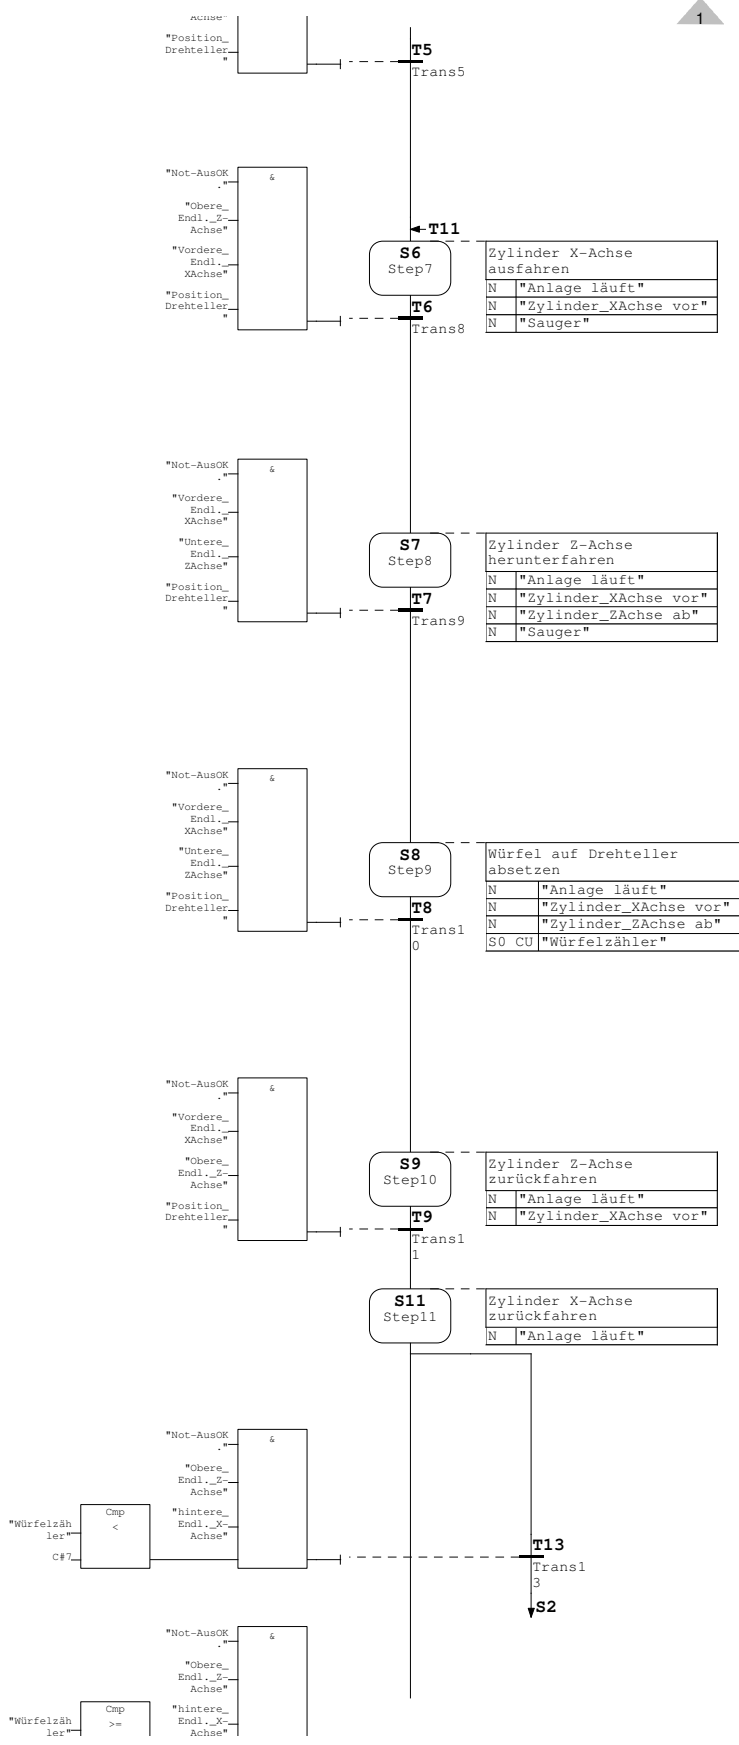 1
Achse"
"Position_
Drehteller
"
T5
Trans5
"Not-AusOK
."
"Obere_
Endl._Z-
Achse"
"Vordere_
Endl._
XAchse"
"Position_
Drehteller
"
&
T11
S6
Step7
T6
Trans8
Zylinder X-Achse
ausfahren
N "Anlage läuft"
N "Zylinder_XAchse vor"
N "Sauger"
"Not-AusOK
."
"Vordere_
Endl._
XAchse"
"Untere_
Endl._
ZAchse"
"Position_
Drehteller
"
&
S7
Step8
T7
Trans9
Zylinder Z-Achse
herunterfahren
N "Anlage läuft"
N "Zylinder_XAchse vor"
N "Zylinder_ZAchse ab"
N "Sauger"
"Not-AusOK
."
"Vordere_
Endl._
XAchse"
"Untere_
Endl._
ZAchse"
"Position_
Drehteller
"
&
S8
Step9
T8
Trans1
0
Würfel auf Drehteller
absetzen
N "Anlage läuft"
N "Zylinder_XAchse vor"
N "Zylinder_ZAchse ab"
S0 CU "Würfelzähler"
"Not-AusOK
."
"Vordere_
Endl._
XAchse"
"Obere_
Endl._Z-
Achse"
"Position_
Drehteller
"
&
S9
Step10
T9
Trans1
1
Zylinder Z-Achse
zurückfahren
N "Anlage läuft"
N "Zylinder_XAchse vor"
S11
Step11
Zylinder X-Achse
zurückfahren
N "Anlage läuft"
"Not-AusOK
."
"Obere_
Endl._Z-
Achse"
"hintere_
Endl._X-
Achse"
&
Cmp
<
"Würfelzäh
ler"
C#7
T13
Trans1
3
S2
"Not-AusOK
."
"Obere_
Endl._Z-
Achse"
"hintere_
Endl._X-
Achse"
&
Cmp
>=
"Würfelzäh
ler"